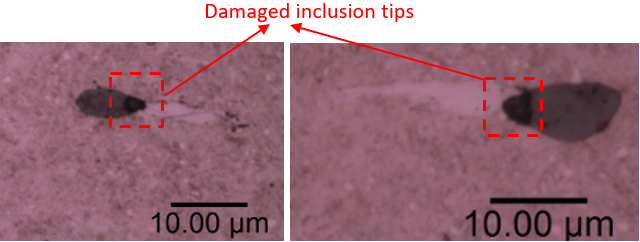 Damaged inclusion tips
10.00 µm
10.00 µm